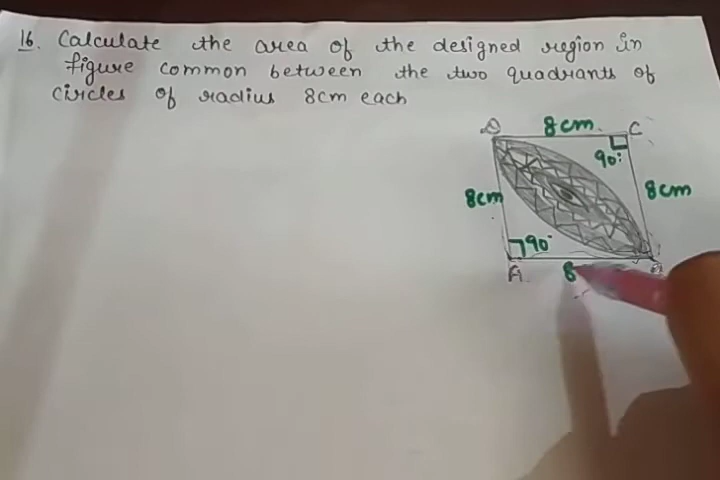 16. Calculate the area of the designed region in
figure common between the two quadrants of
circles of radius 8cm each
D 8cm C
90°
8cm 8cm
90°
A 8 B